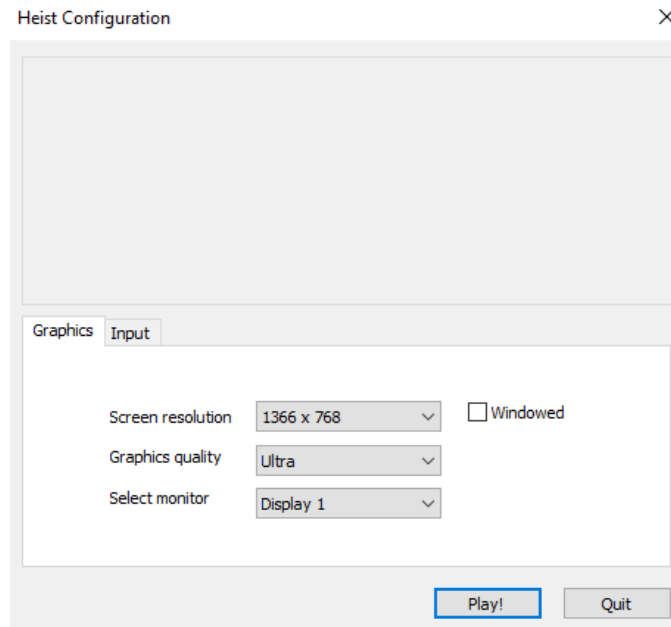 Heist Configuration
Graphics Input
Screen resolution 1366 x 768 Windowed
Graphics quality Ultra
Select monitor Display 1
Play! Quit